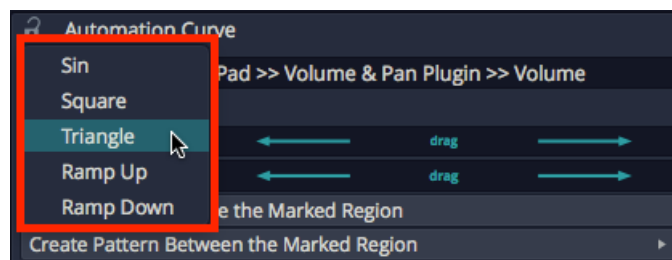 Automation Curve
Sin
Pad >> Volume & Pan Plugin >> Volume
Square
Triangle
drag
Ramp Up
drag
Ramp Down
e the Marked Region
Create Pattern Between the Marked Region